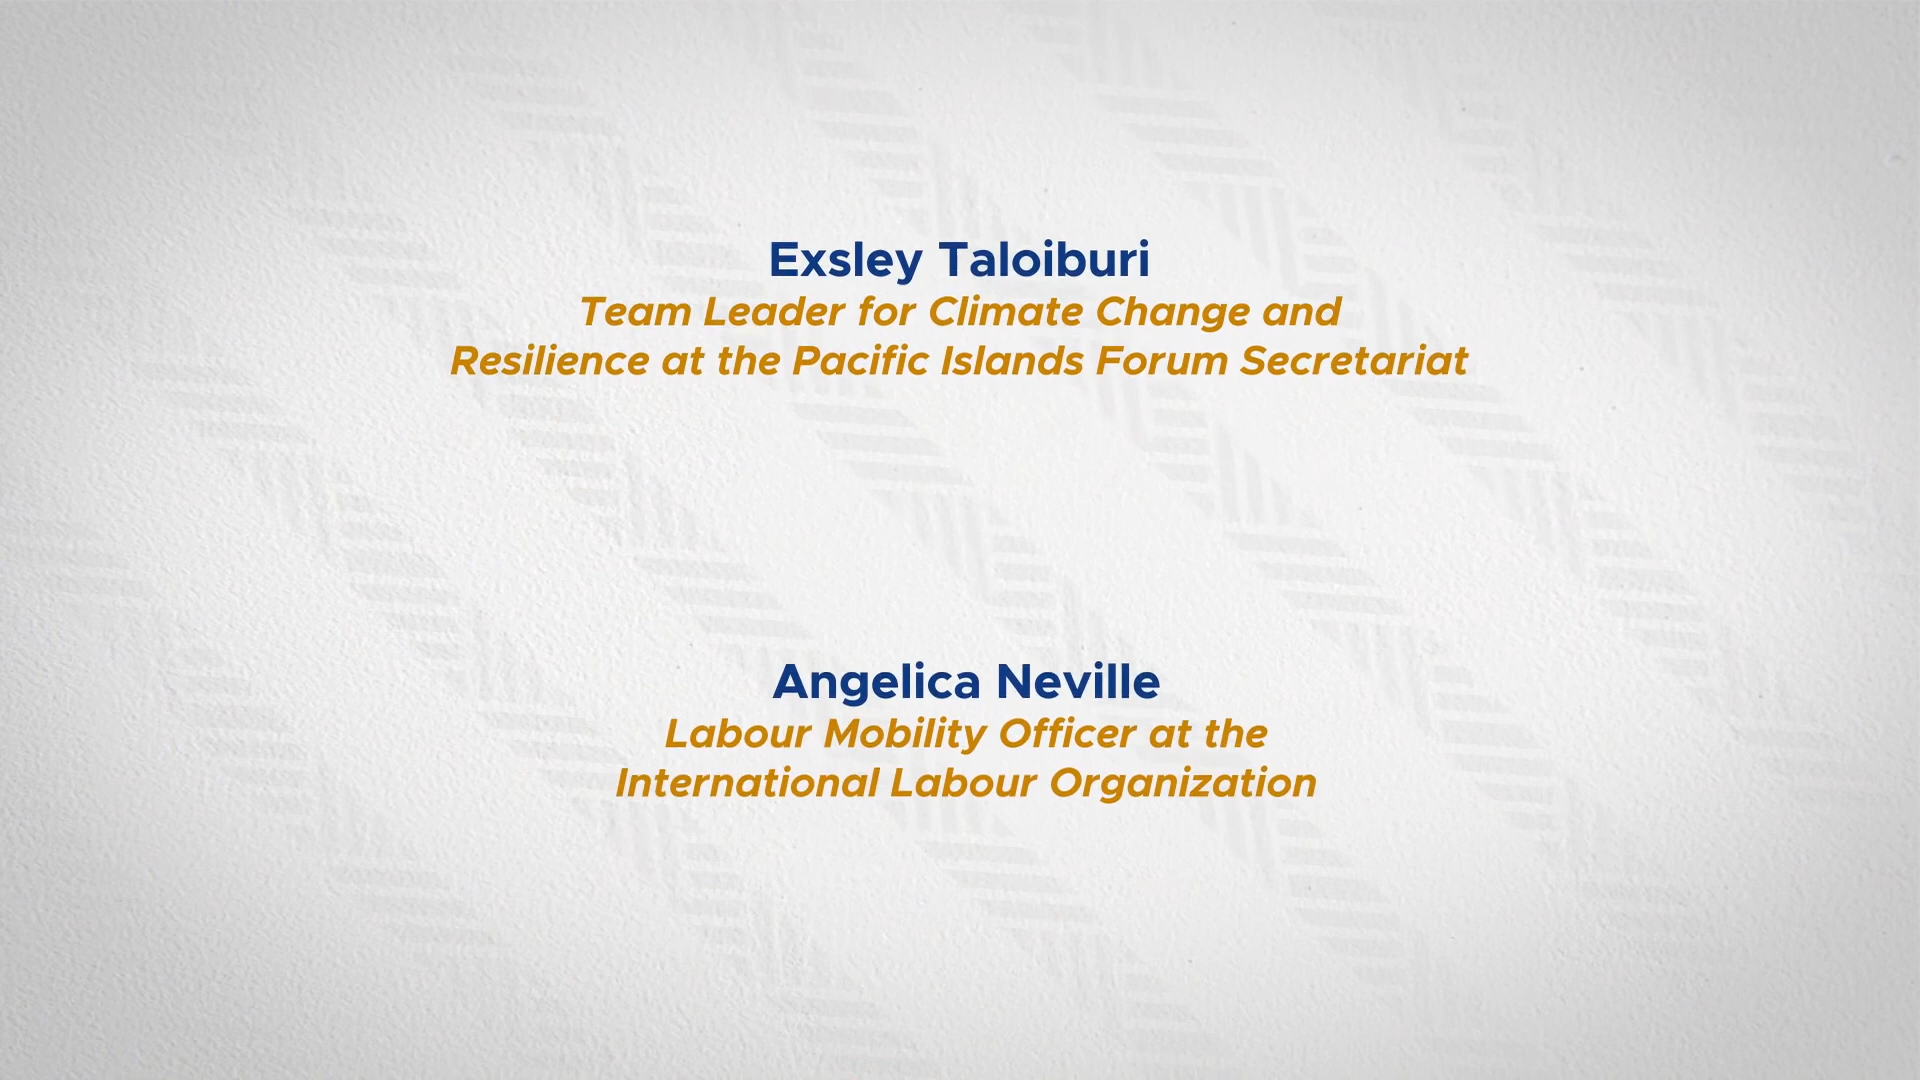 Exsley Taloiburi
Team Leader for Climate Change and
Resilience at the Pacific Islands Forum Secretariat
Angelica Neville
Labour Mobility Officer at the
International Labour Organization